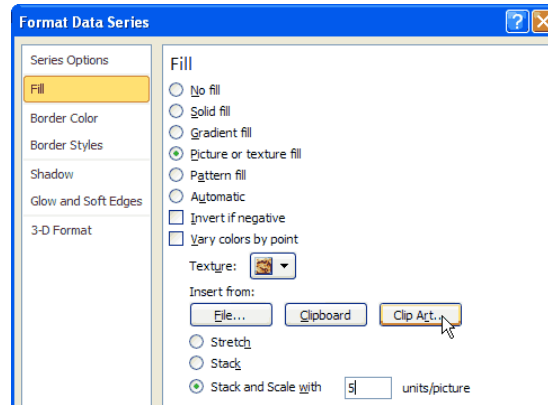 Format Data Series
Series Options
Fill
Border Color
Border Styles
Shadow
Glow and Soft Edges
3-D Format
Fill
No fill
Solid fill
Gradient fill
Picture or texture fill
Pattern fill
Automatic
Invert if negative
Vary colors by point
Texture:
Insert from:
File... Clipboard Clip Art...
Stretch
Stack
Stack and Scale with 5 units/picture